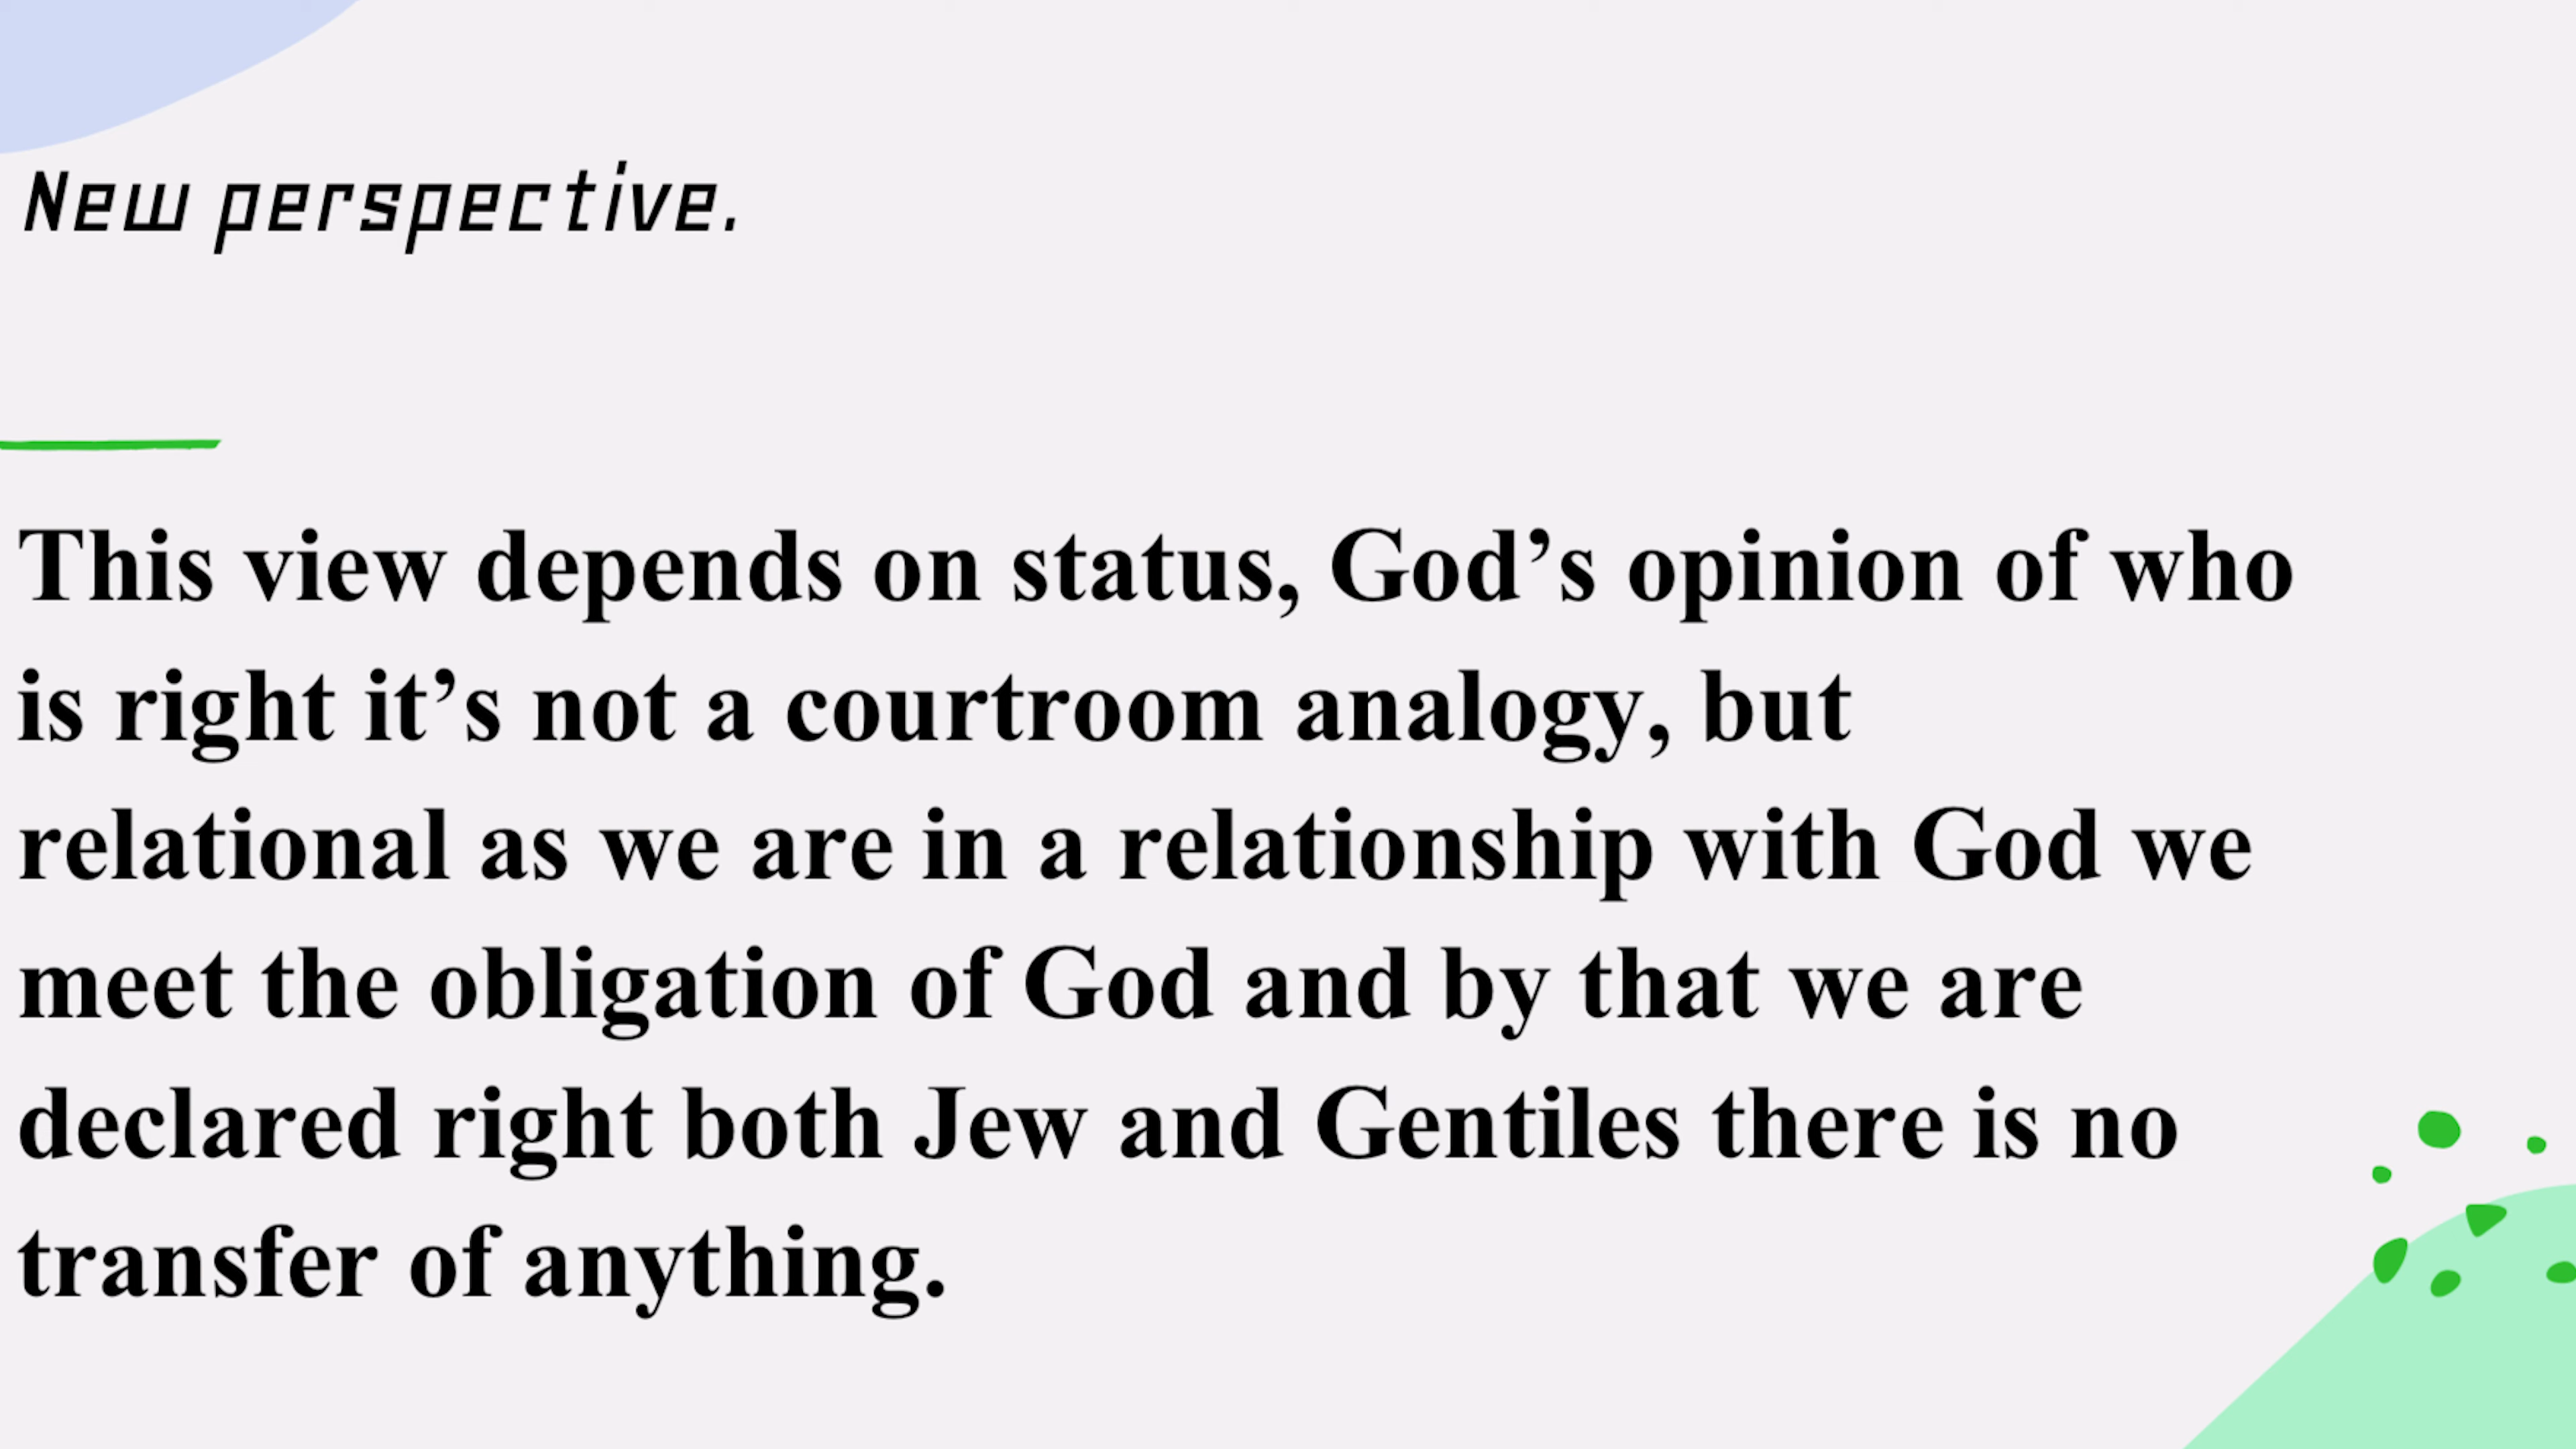 New perspective.
This view depends on status, God’s opinion of who
is right it’s not a courtroom analogy, but
relational as we are in a relationship with God we
meet the obligation of God and by that we are
declared right both Jew and Gentiles there is no
transfer of anything.